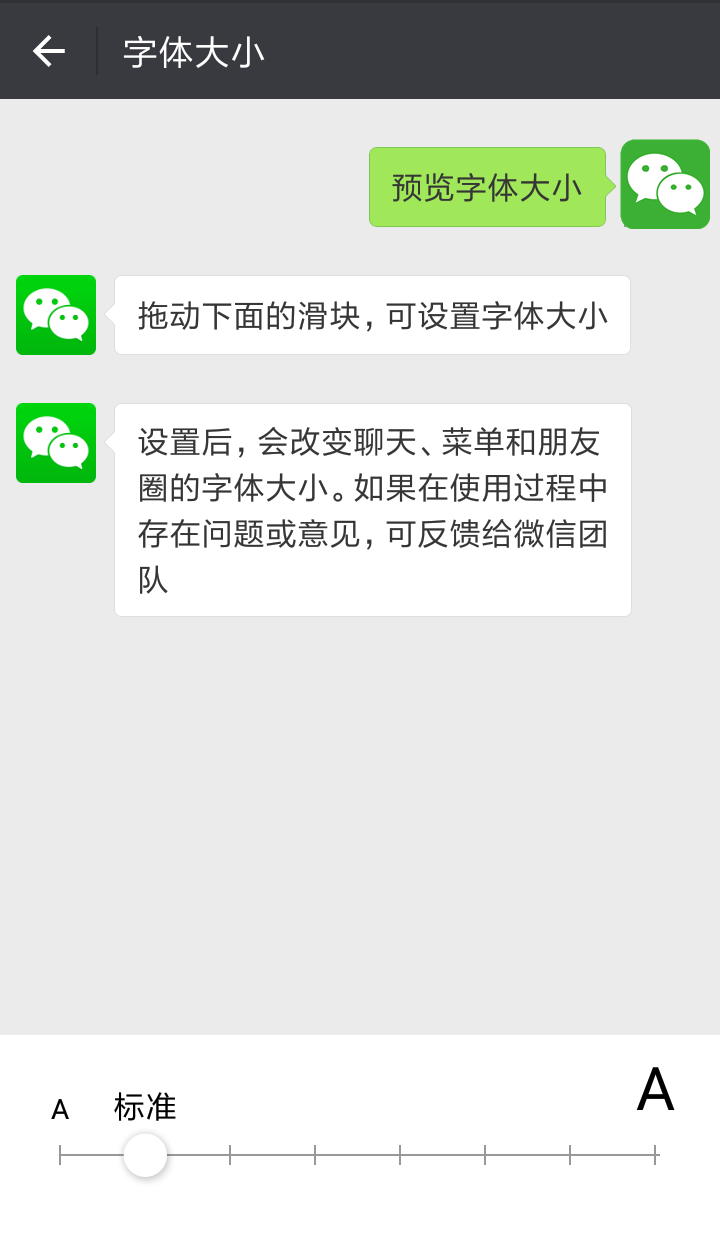 字体大小
预览字体大小
拖动下面的滑块，可设置字体大小
设置后，会改变聊天、菜单和朋友
圈的字体大小。如果在使用过程中
存在问题或意见，可反馈给微信团
队
A 标准 A